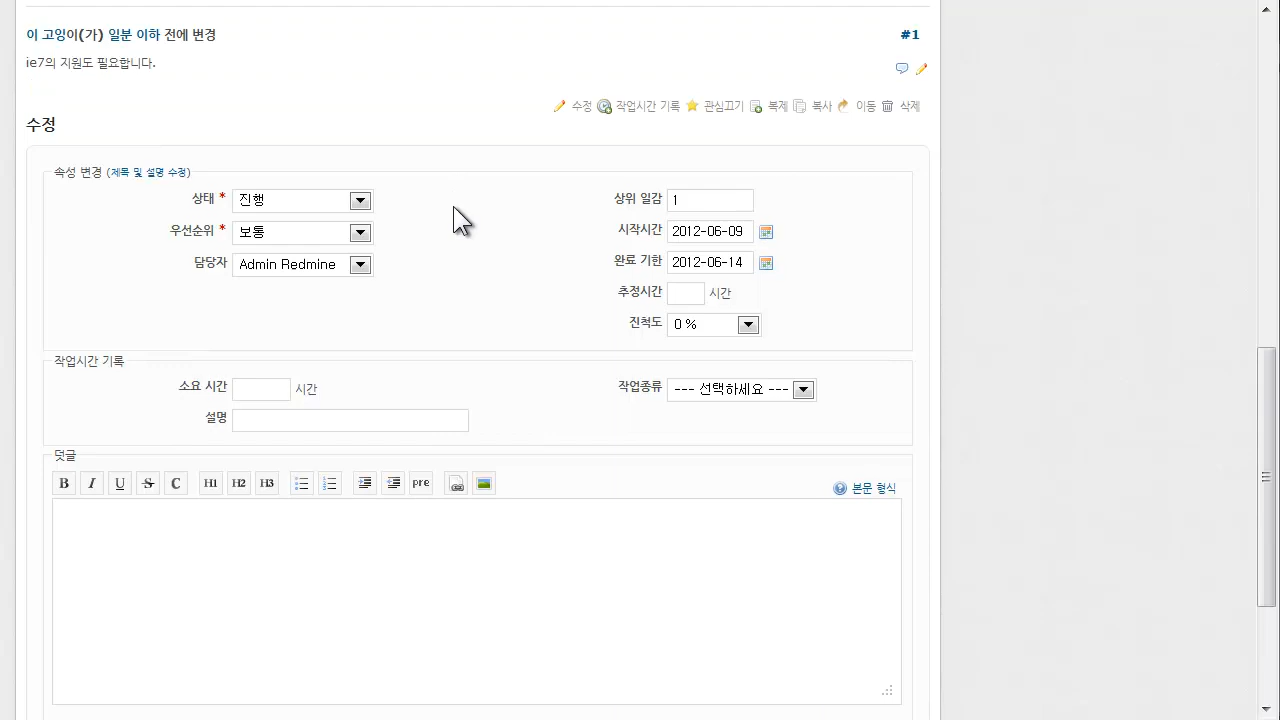 이 고잉이(가) 일분 이하 전에 변경 #1
ie7의 지원도 필요합니다.
수정 작업시간 기록 관심끄기 복제 복사 이동 삭제
수정
속성 변경 (제목 및 설명 수정)
상태 * 진행 상위 일감 1
우선순위 * 보통 시작시간 2012-06-09
담당자 Admin Redmine 완료 기한 2012-06-14
추정시간 시간
진척도 0 %
작업시간 기록
소요 시간 시간 작업종류 --- 선택하세요 ---
설명
덧글
B I U S C H1 H2 H3 pre 본문 형식